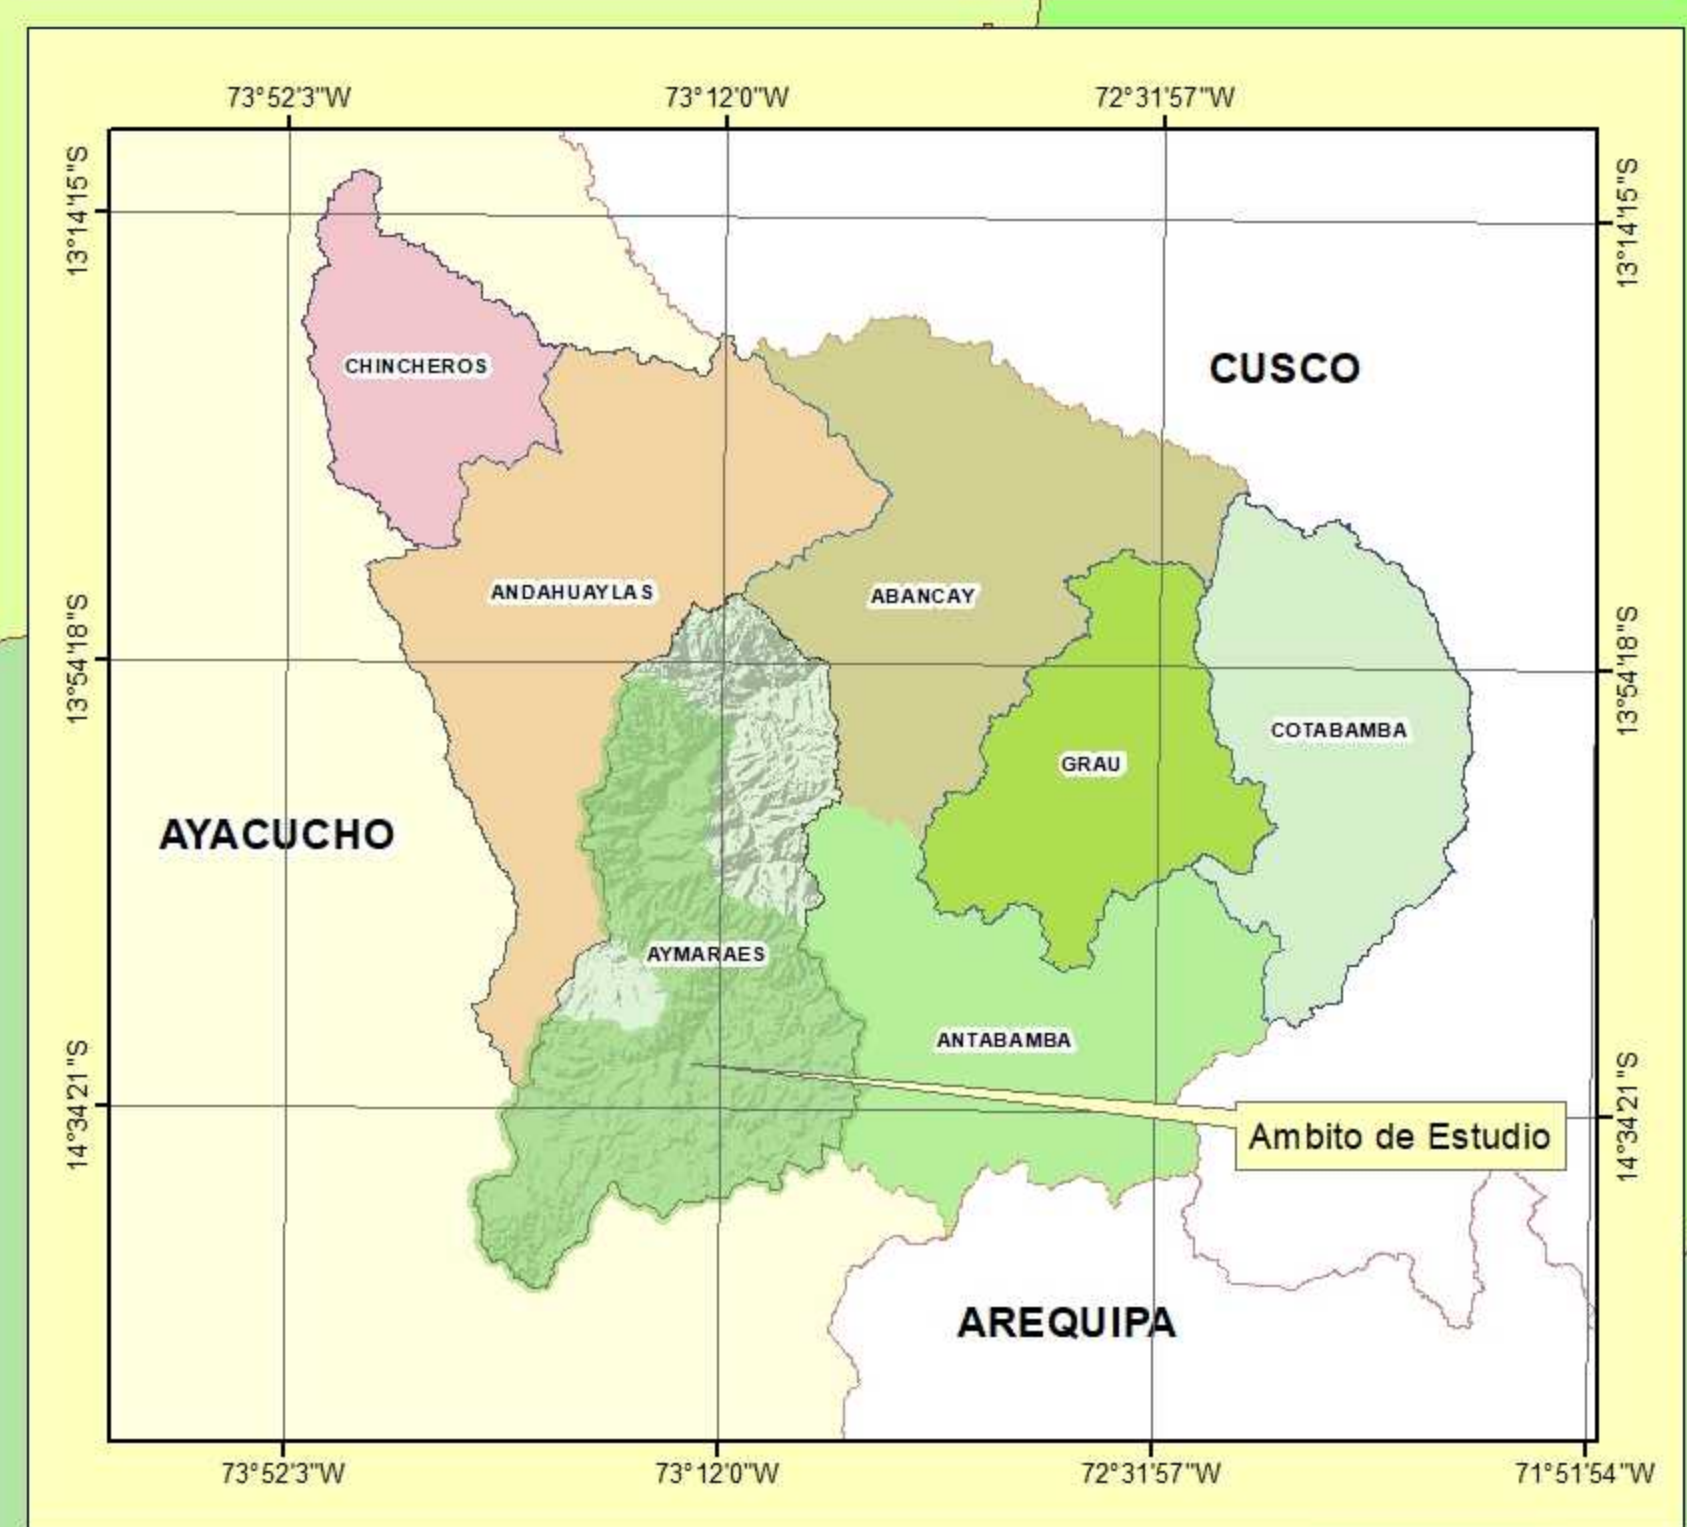 73°52'3"W
73°12'0"W
72°31'57"W
13°14'15"S
13°14'15"S
CHINCHEROS
CUSCO
ANDAHUAYLAS
ABANCAY
13°54'18"S
13°54'18"S
COTABAMBA
GRAU
AYACUCHO
AYMARAES
ANTABAMBA
14°34'21"S
14°34'21"S
Ambito de Estudio
AREQUIPA
73°52'3"W
73°12'0"W
72°31'57"W
71°51'54"W